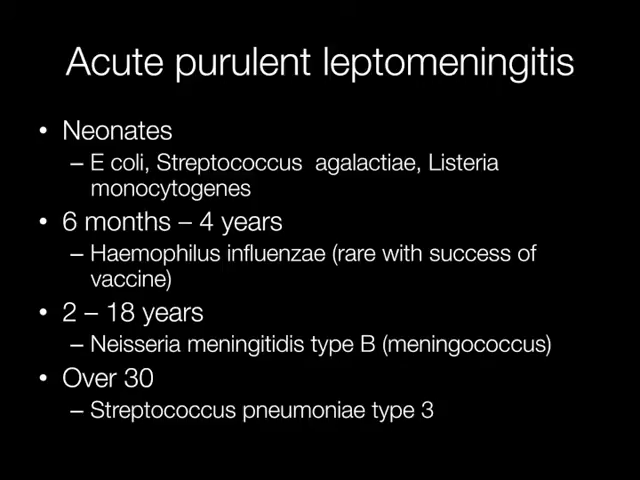 Acute purulent leptomeningitis
• Neonates
– E coli, Streptococcus agalactiae, Listeria
monocytogenes
• 6 months – 4 years
– Haemophilus influenzae (rare with success of
vaccine)
• 2 – 18 years
– Neisseria meningitidis type B (meningococcus)
• Over 30
– Streptococcus pneumoniae type 3